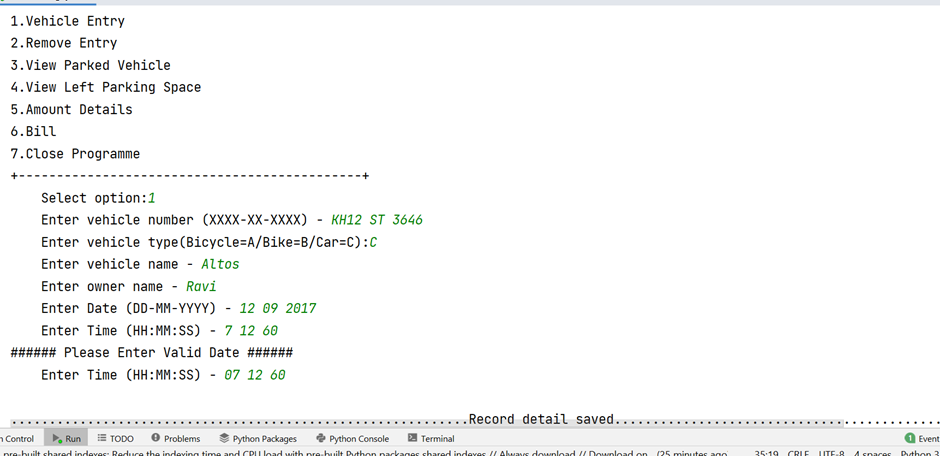 1.Vehicle Entry
2.Remove Entry
3.View Parked Vehicle
4.View Left Parking Space
5.Amount Details
6.Bill
7.Close Programme
+---------------------------------------------+
Select option:1
Enter vehicle number (XXXX-XX-XXXX) - KH12 ST 3646
Enter vehicle type(Bicycle=A/Bike=B/Car=C):C
Enter vehicle name - Altos
Enter owner name - Ravi
Enter Date (DD-MM-YYYY) - 12 09 2017
Enter Time (HH:MM:SS) - 7 12 60
###### Please Enter Valid Date ######
Enter Time (HH:MM:SS) - 07 12 60
............................................................Record detail saved...........................................
n Control Run TODO Problems Python Packages Python Console Terminal 1 Event
pre-built shared indexes: Reduce the indexing time and CPU load with pre-built Python packages shared indexes // Always download // Download on... (25 minutes ago 35:19 CRLF UTF-8 4 spaces Python 3